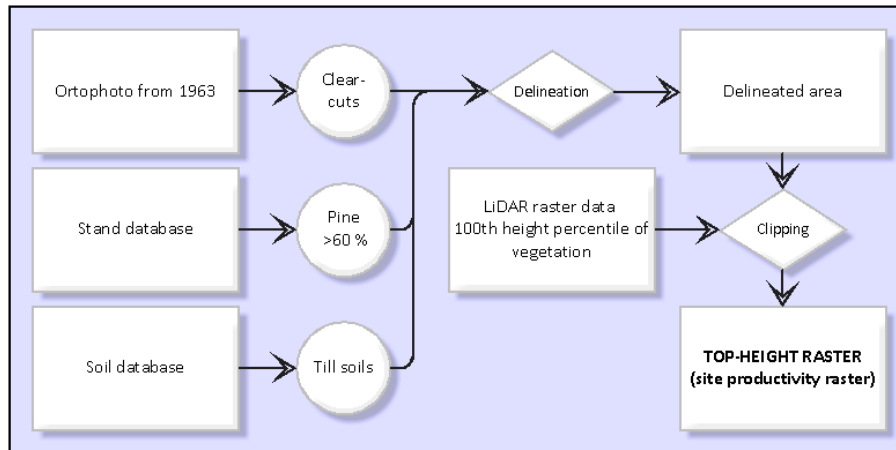 Ortophoto from 1963
Clear-
cuts
Delineation
Delineated area
Stand database
Pine
>60 %
LiDAR raster data
100th height percentile of
vegetation
Clipping
Soil database
Till soils
TOP-HEIGHT RASTER
(site productivity raster)